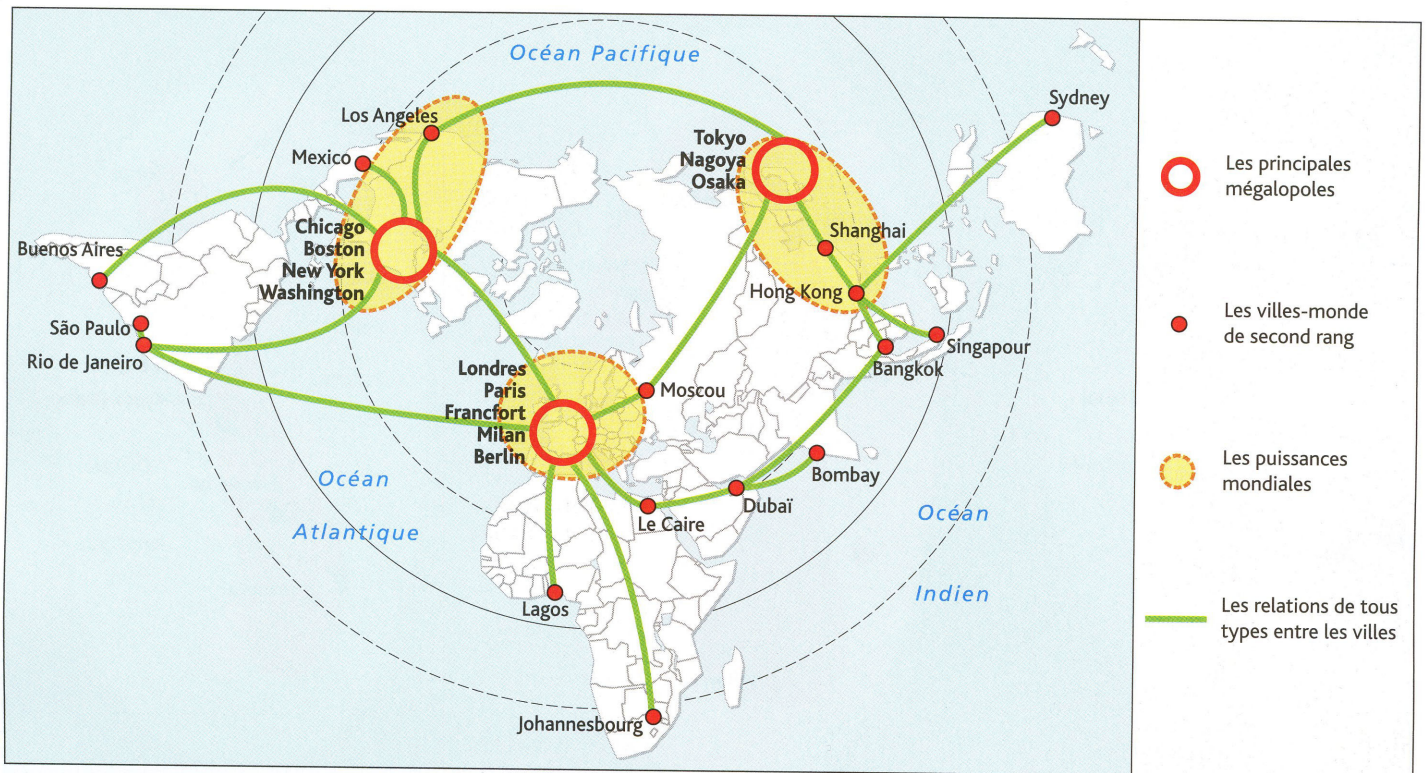 Océan Pacifique
Los Angeles
Mexico
Chicago
Boston
New York
Washington
Buenos Aires
São Paulo
Rio de Janeiro
Tokyo
Nagoya
Osaka
Shanghai
Hong Kong
Sydney
Singapour
Bangkok
Londres
Paris
Francfort
Milan
Berlin
Moscou
Bombay
Dubaï
Le Caire
Lagos
Johannesbourg
Océan
Atlantique
Océan
Indien
Les principales
mégalopoles
Les villes-monde
de second rang
Les puissances
mondiales
Les relations de tous
types entre les villes